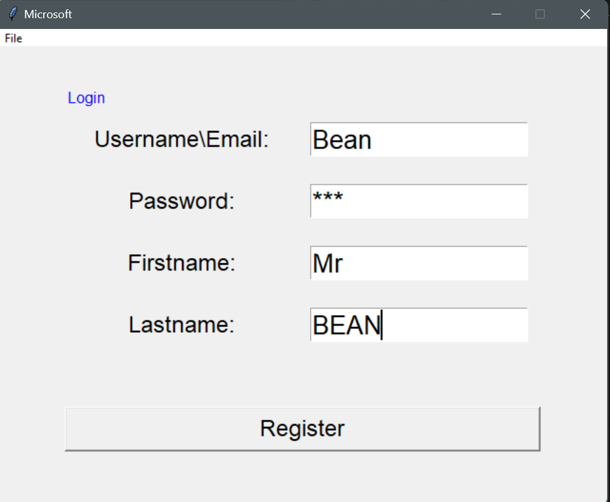 Microsoft
File
Login
Username\Email: Bean
Password: ***
Firstname: Mr
Lastname: BEAN
Register